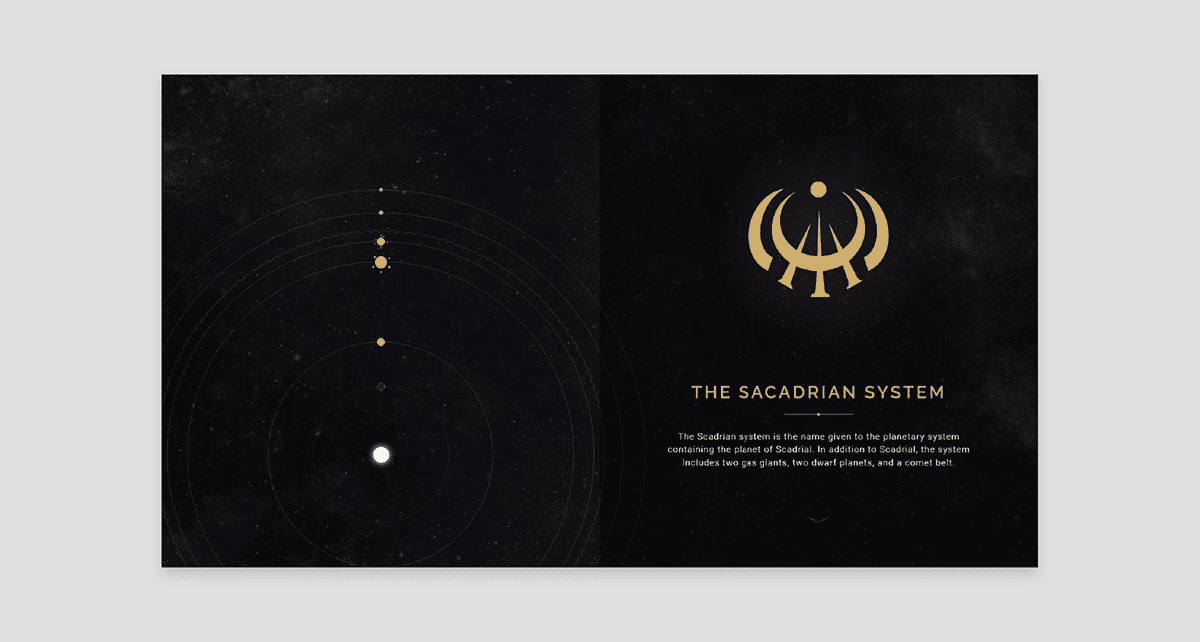 THE SACADRIAN SYSTEM
The Scadrian system is the name given to the planetary system
containing the planet of Scadrial. In addition to Scadrial, the system
includes two gas giants, two dwarf planets, and a comet belt.